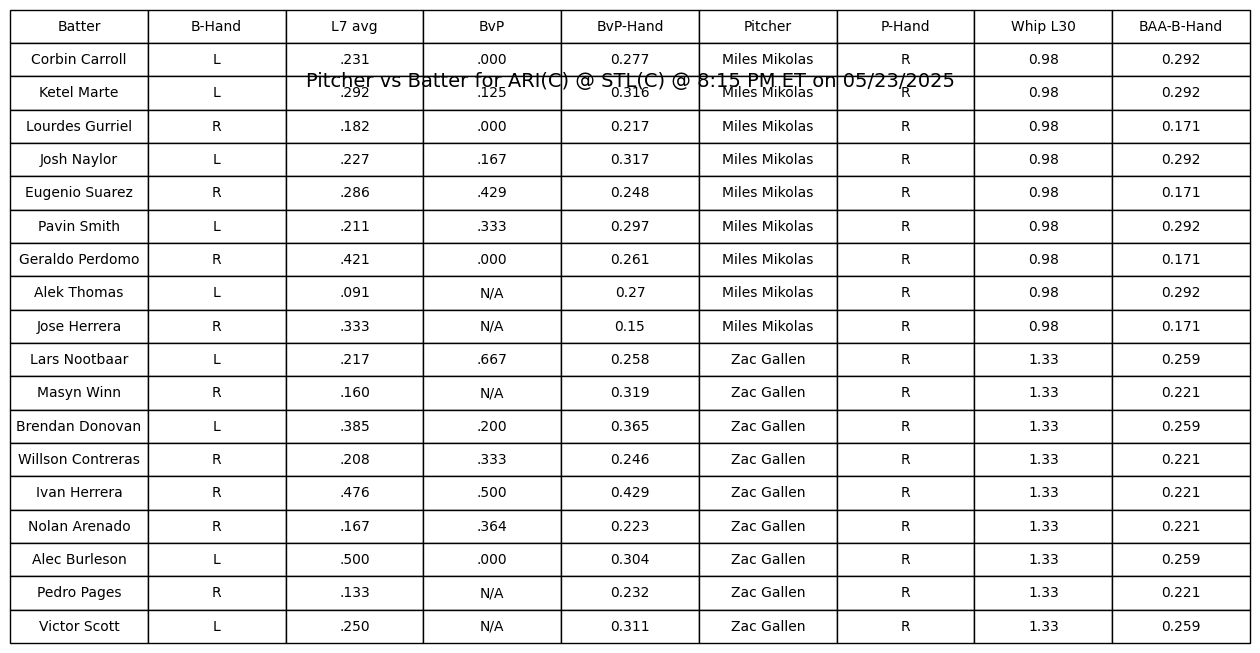 Batter B-Hand L7 avg BvP BvP-Hand Pitcher P-Hand Whip L30 BAA-B-Hand
Corbin Carroll L .231 .000 0.277 Miles Mikolas R 0.98 0.292
Pitcher vs Batter for ARI(C) @ STL(C) @ 8:15 PM ET on 05/23/2025
Ketel Marte L .292 .125 0.316 Miles Mikolas R 0.98 0.292
Lourdes Gurriel R .182 .000 0.217 Miles Mikolas R 0.98 0.171
Josh Naylor L .227 .167 0.317 Miles Mikolas R 0.98 0.292
Eugenio Suarez R .286 .429 0.248 Miles Mikolas R 0.98 0.171
Pavin Smith L .211 .333 0.297 Miles Mikolas R 0.98 0.292
Geraldo Perdomo R .421 .000 0.261 Miles Mikolas R 0.98 0.171
Alek Thomas L .091 N/A 0.27 Miles Mikolas R 0.98 0.292
Jose Herrera R .333 N/A 0.15 Miles Mikolas R 0.98 0.171
Lars Nootbaar L .217 .667 0.258 Zac Gallen R 1.33 0.259
Masyn Winn R .160 N/A 0.319 Zac Gallen R 1.33 0.221
Brendan Donovan L .385 .200 0.365 Zac Gallen R 1.33 0.259
Willson Contreras R .208 .333 0.246 Zac Gallen R 1.33 0.221
Ivan Herrera R .476 .500 0.429 Zac Gallen R 1.33 0.221
Nolan Arenado R .167 .364 0.223 Zac Gallen R 1.33 0.221
Alec Burleson L .500 .000 0.304 Zac Gallen R 1.33 0.259
Pedro Pages R .133 N/A 0.232 Zac Gallen R 1.33 0.221
Victor Scott L .250 N/A 0.311 Zac Gallen R 1.33 0.259